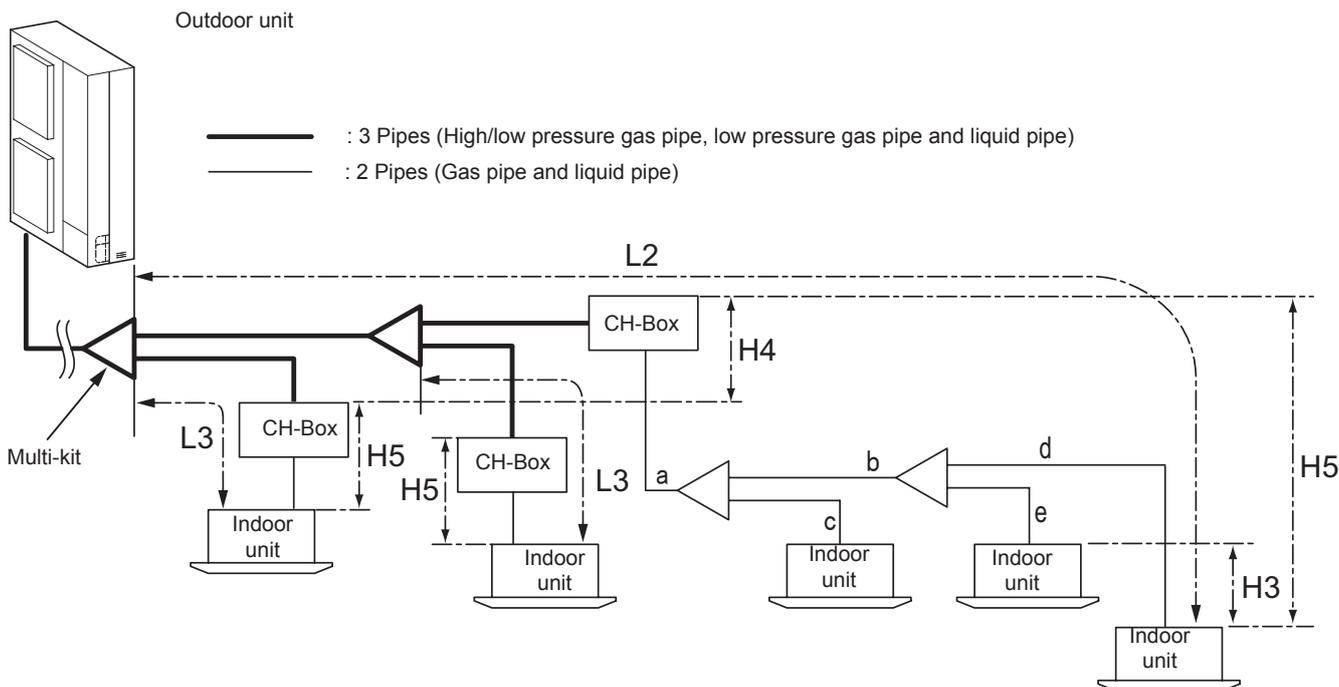 Outdoor unit
: 3 Pipes (High/low pressure gas pipe, low pressure gas pipe and liquid pipe)
: 2 Pipes (Gas pipe and liquid pipe)
L2
CH-Box
H4
L3
CH-Box
H5
Multi-kit
H5
CH-Box
L3
a
b
d
H5
c
e
Indoor
unit
Indoor
unit
Indoor
unit
Indoor
unit
H3
Indoor
unit